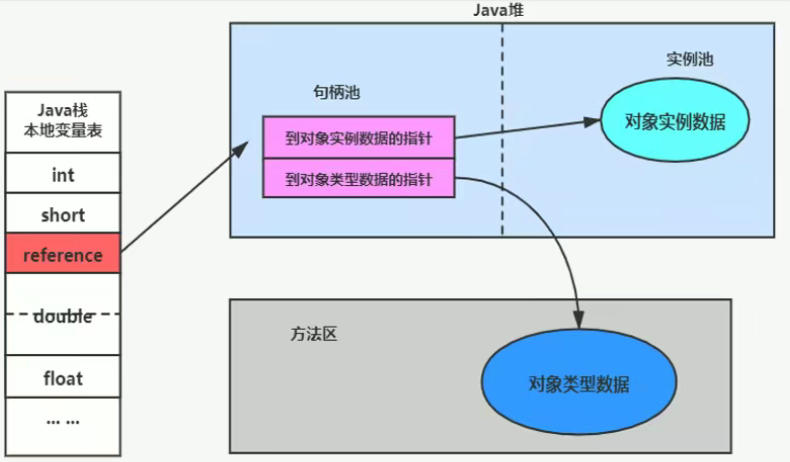 Java堆
实例池
句柄池
到对象实例数据的指针
到对象类型数据的指针
对象实例数据
Java栈
本地变量表
int
short
reference
double
float
... ...
方法区
对象类型数据